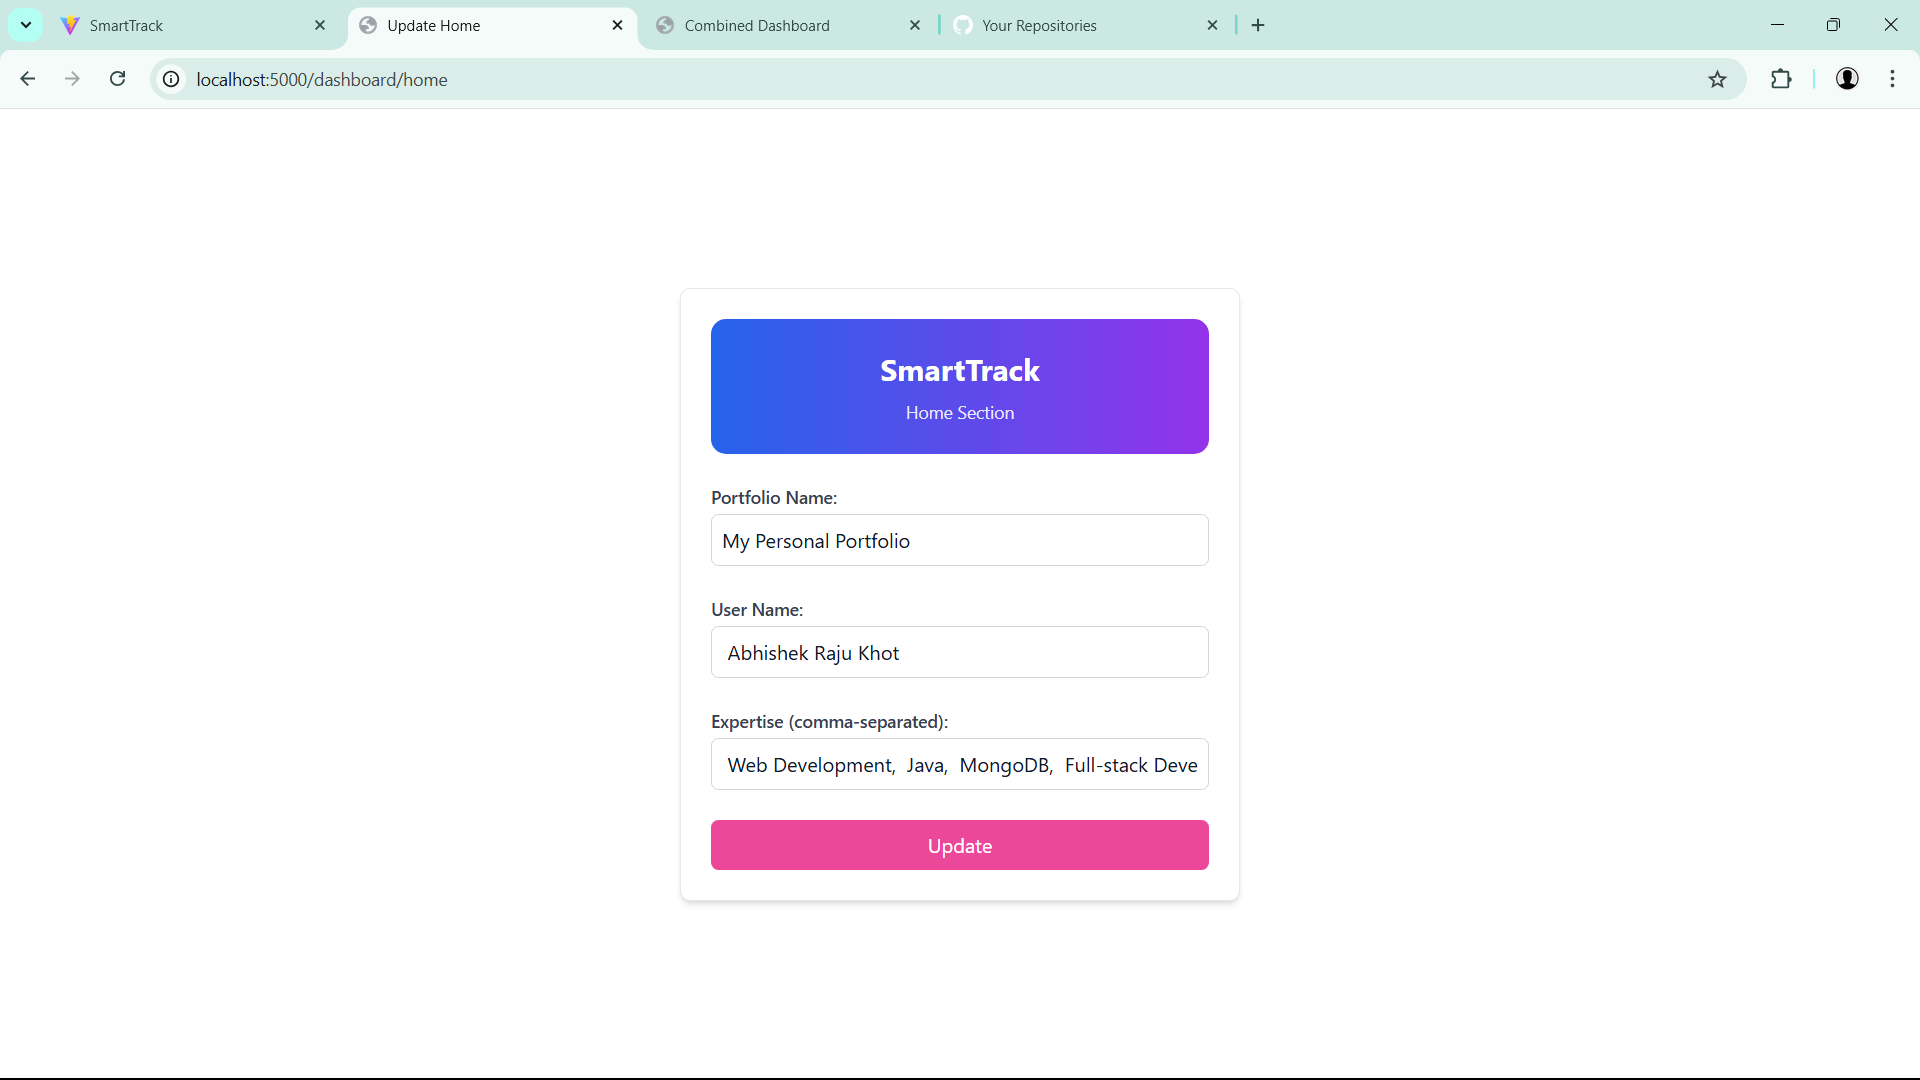 SmartTrack
Update Home
Combined Dashboard
Your Repositories
localhost:5000/dashboard/home
SmartTrack
Home Section
Portfolio Name:
My Personal Portfolio
User Name:
Abhishek Raju Khot
Expertise (comma-separated):
Web Development, Java, MongoDB, Full-stack Deve
Update